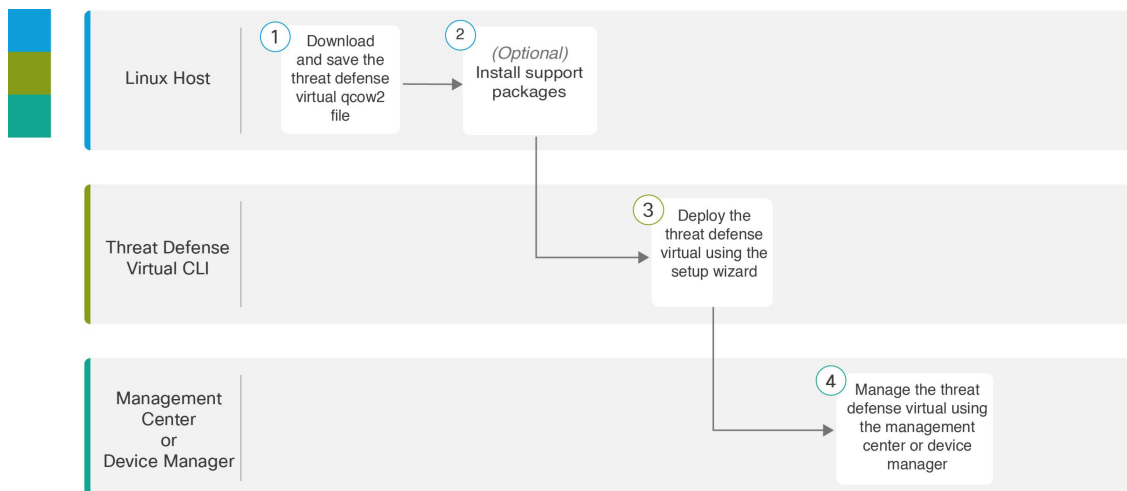 Linux Host
1
Download
and save the
threat defense
virtual qcow2
file
2
(Optional)
Install support
packages
Threat Defense
Virtual CLI
3
Deploy the
threat defense
virtual using the
setup wizard
Management
Center
or
Device Manager
4
Manage the threat
defense virtual using
the management
center or device
manager